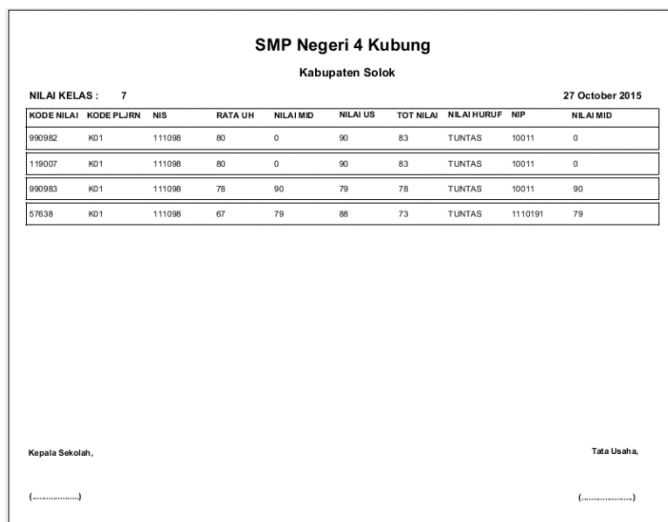 SMP Negeri 4 Kubung
Kabupaten Solok
NILAI KELAS : 7 27 October 2015
KODE NILAI KODE PLJRN NIS RATA UH NILAI MID NILAI US TOT NILAI NILAI HURUF NIP NILAI MID
990982 K01 111098 80 0 90 83 TUNTAS 10011 0
119007 K01 111098 80 0 90 83 TUNTAS 10011 0
990983 K01 111098 78 90 79 78 TUNTAS 10011 90
57638 K01 111098 67 79 88 73 TUNTAS 1110191 79
Kepala Sekolah, Tata Usaha,
(...................) (.....................)